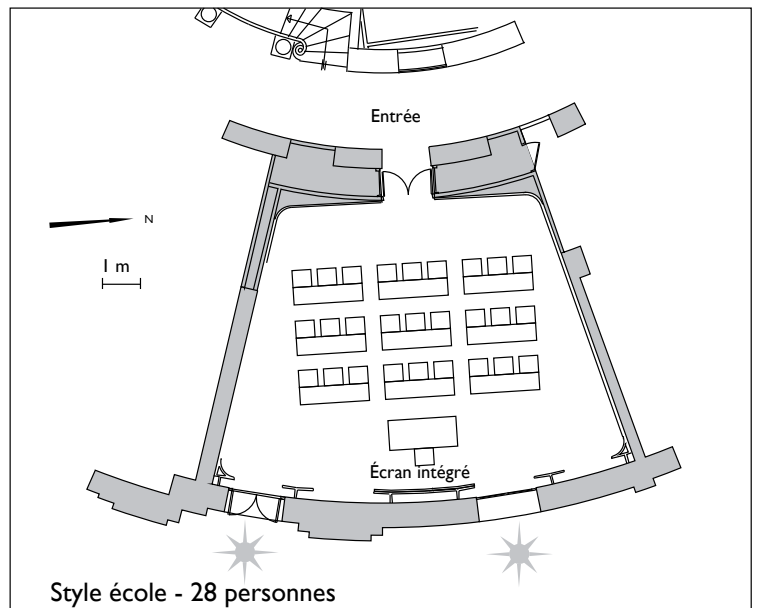 Entrée
N
1 m
Écran intégré
Style école - 28 personnes